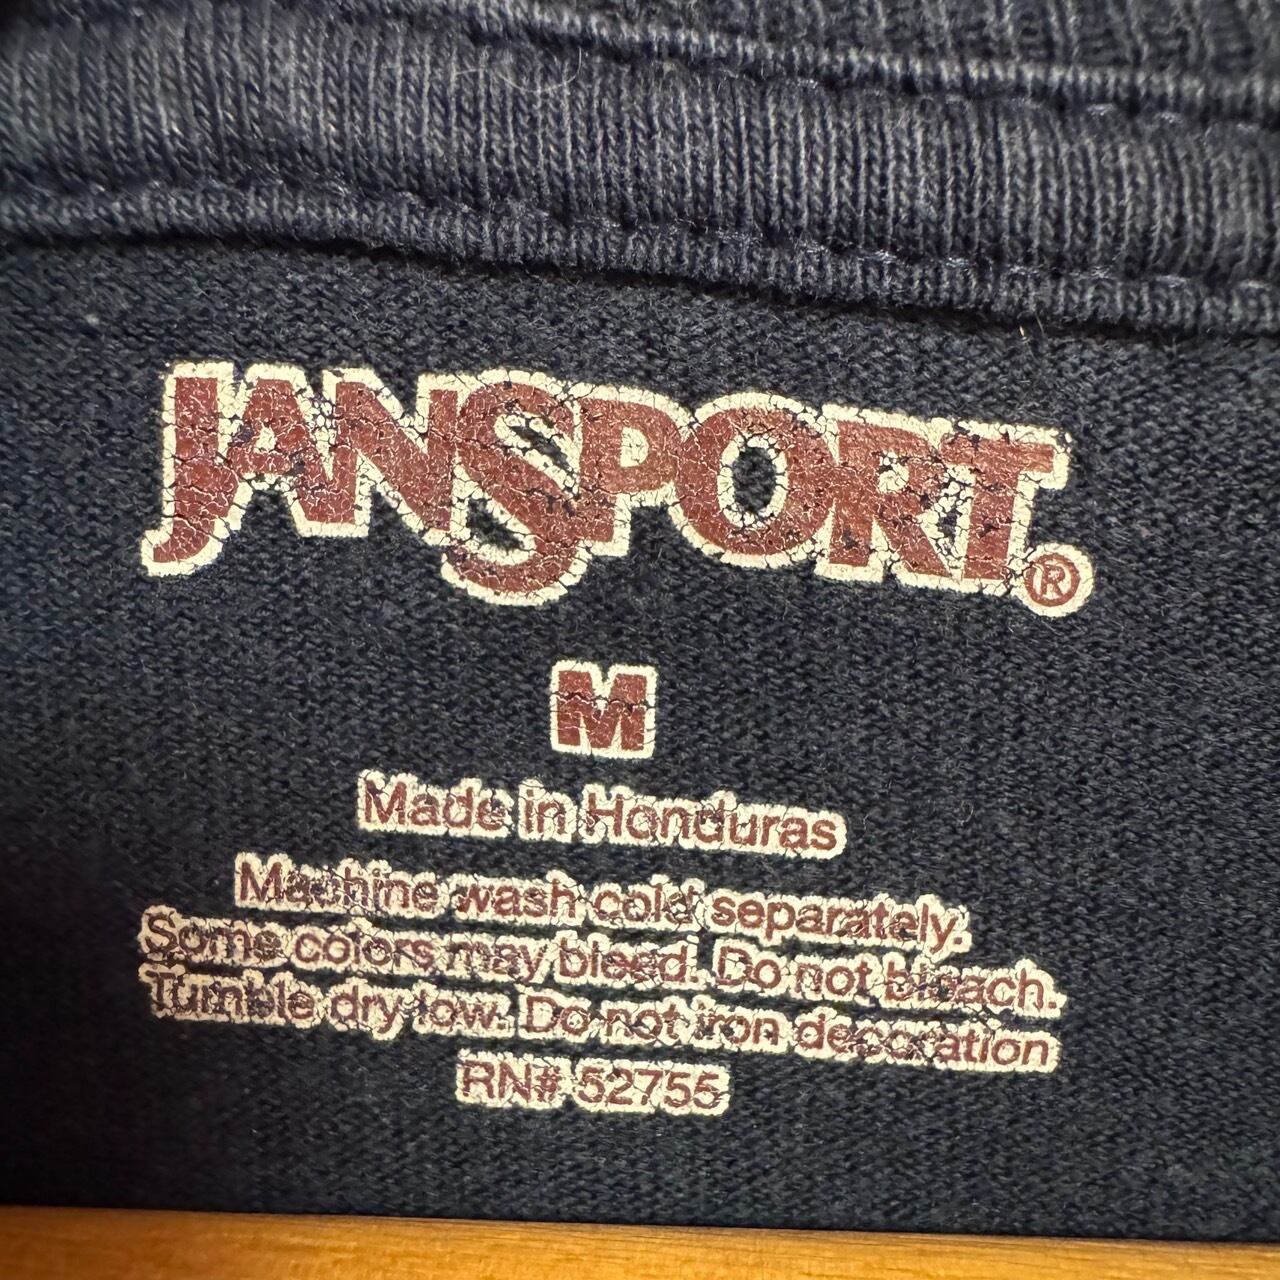 JANSPORT®
M
Made in Honduras
Machine wash cold separately.
Some colors may bleed. Do not bleach.
Tumble dry low. Do not iron decoration
RN# 52755